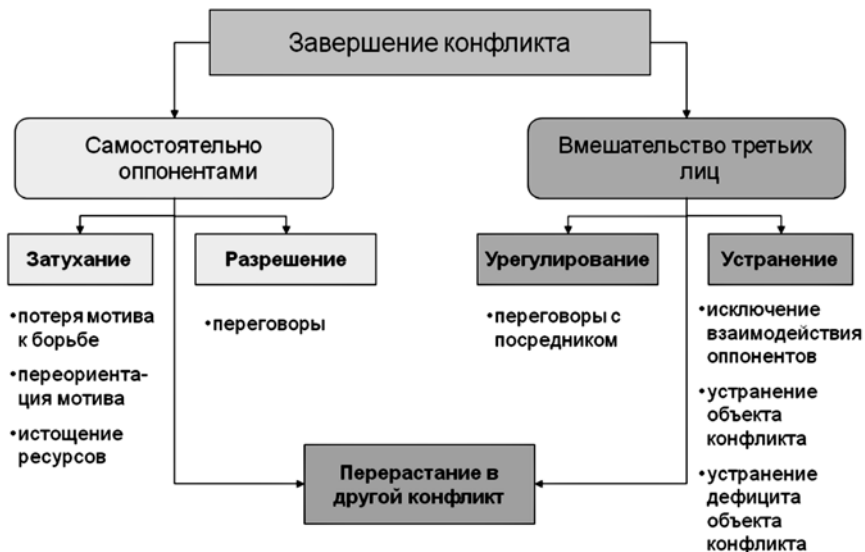 Завершение конфликта
Самостоятельно
оппонентами
Вмешательство третьих
лиц
Затухание
Разрешение
Урегулирование
Устранение
•потеря мотива
к борьбе
•переориента-
ция мотива
•истощение
ресурсов
•переговоры
•переговоры с
посредником
•исключение
взаимодействия
оппонентов
•устранение
объекта
конфликта
•устранение
дефицита
объекта
конфликта
Перерастание в
другой конфликт